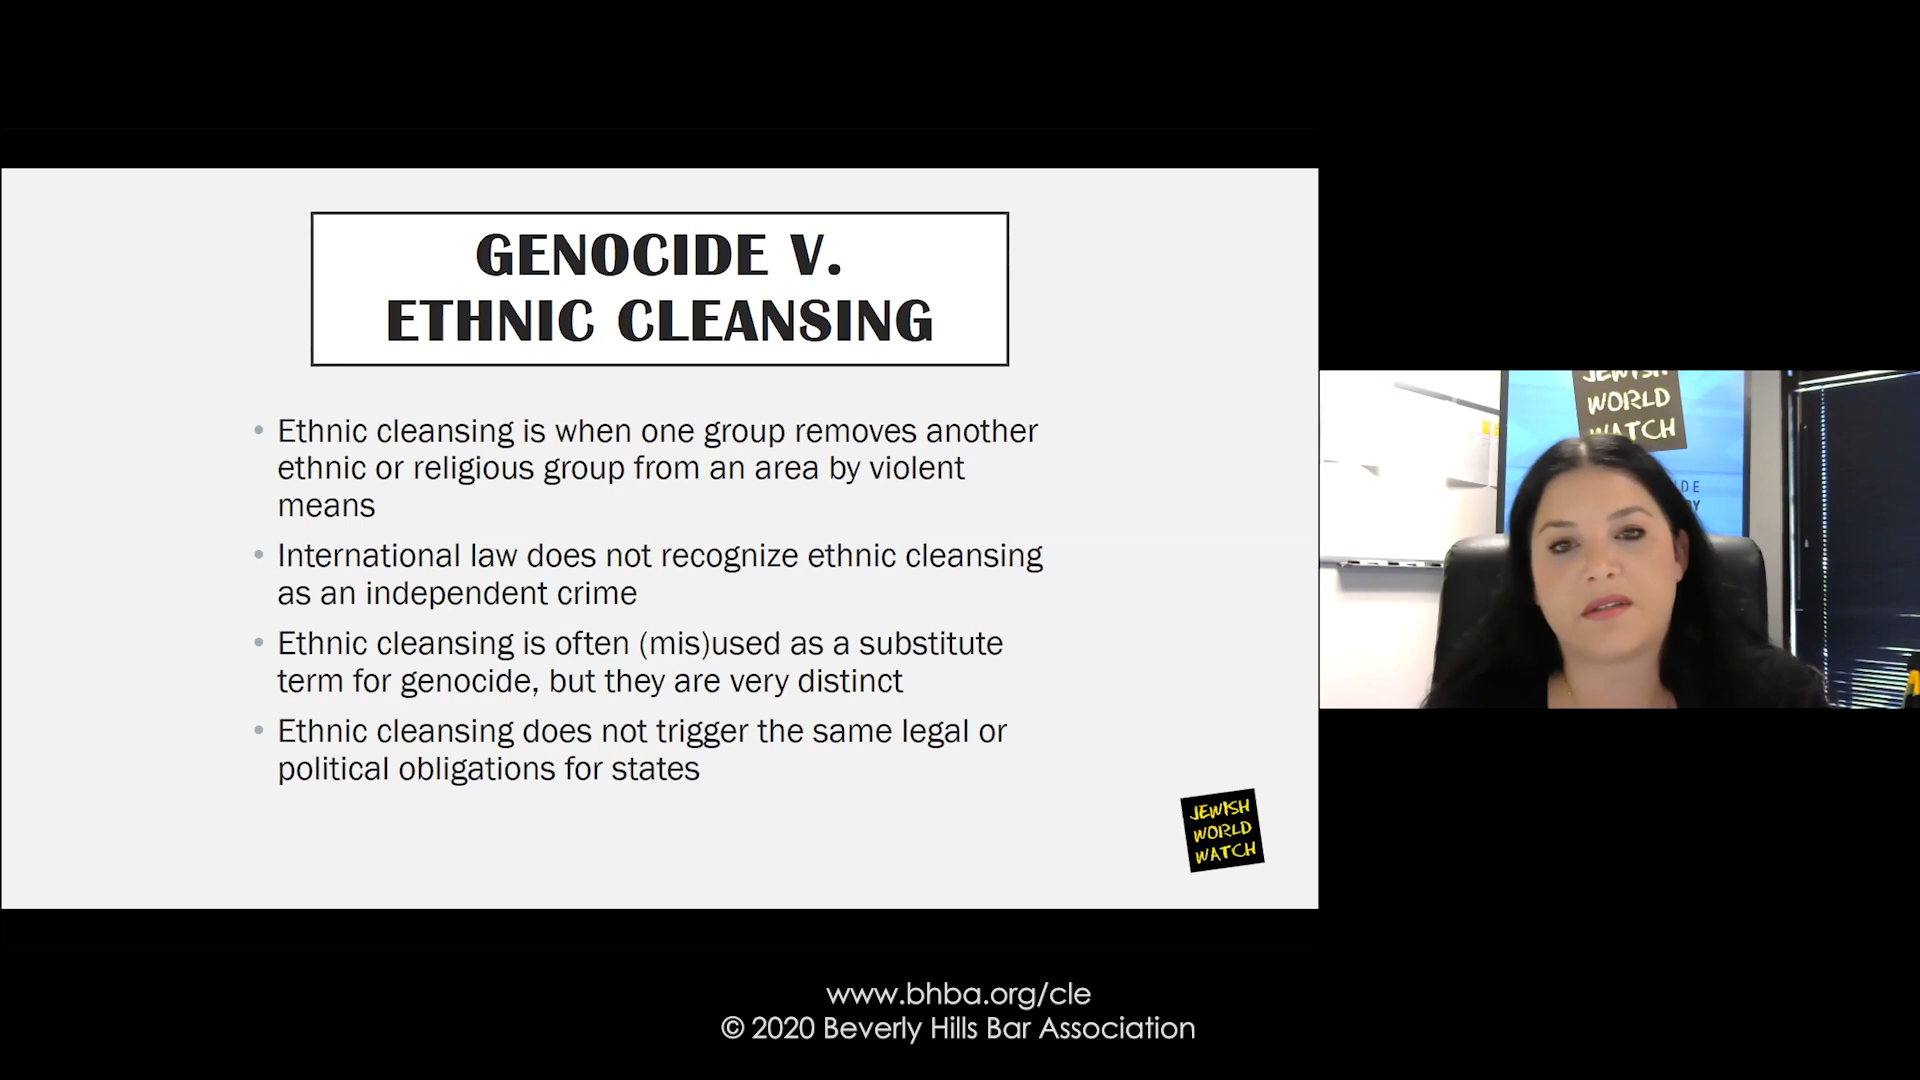 GENOCIDE V.
ETHNIC CLEANSING
• Ethnic cleansing is when one group removes another
ethnic or religious group from an area by violent
means
• International law does not recognize ethnic cleansing
as an independent crime
• Ethnic cleansing is often (mis)used as a substitute
term for genocide, but they are very distinct
• Ethnic cleansing does not trigger the same legal or
political obligations for states
JEWISH
WORLD
WATCH
JEWISH
WORLD
WATCH
www.bhba.org/cle
© 2020 Beverly Hills Bar Association